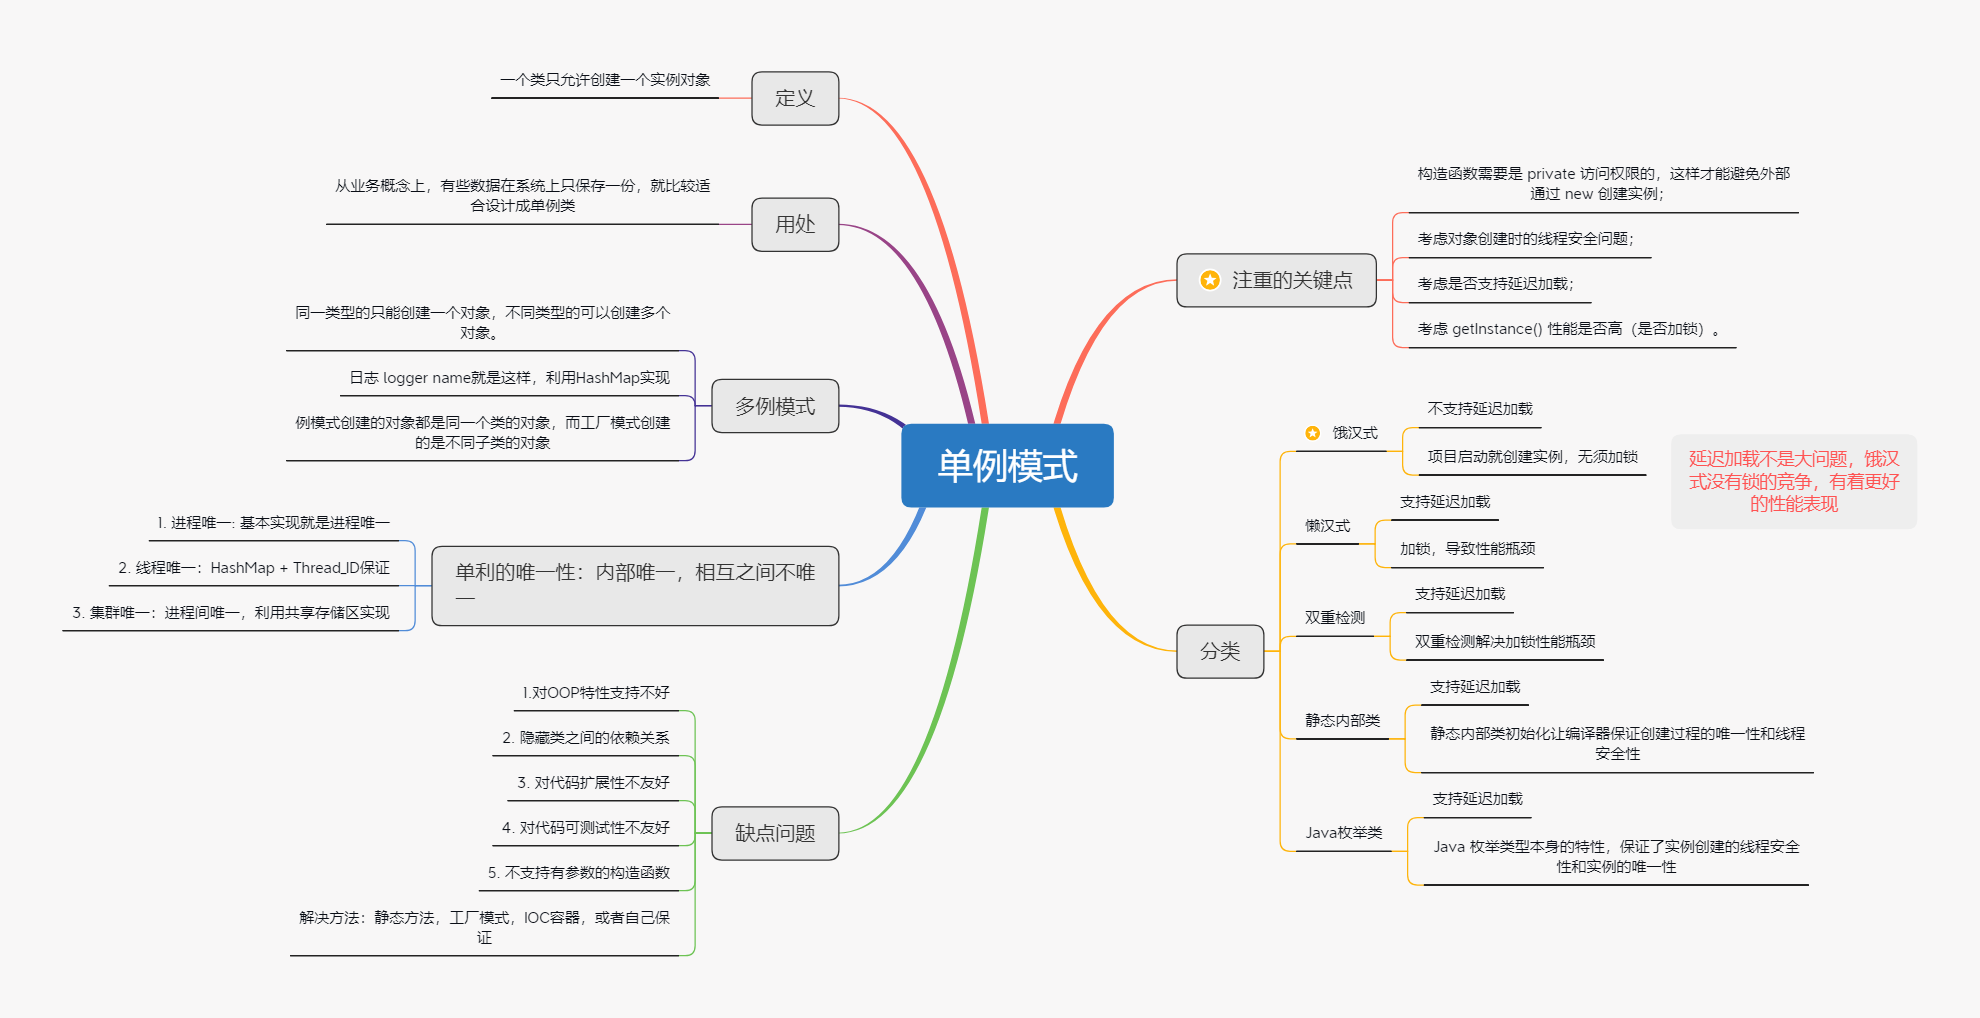 单例模式
定义
一个类只允许创建一个实例对象
用处
从业务概念上，有些数据在系统上只保存一份，就比较适
合设计成单例类
多例模式
同一类型的只能创建一个对象，不同类型的可以创建多个
对象。
日志 logger name就是这样，利用HashMap实现
例模式创建的对象都是同一个类的对象，而工厂模式创建
的是不同子类的对象
单利的唯一性：内部唯一，相互之间不唯
一
1. 进程唯一: 基本实现就是进程唯一
2. 线程唯一：HashMap + Thread_ID保证
3. 集群唯一：进程间唯一，利用共享存储区实现
缺点问题
1.对OOP特性支持不好
2. 隐藏类之间的依赖关系
3. 对代码扩展性不友好
4. 对代码可测试性不友好
5. 不支持有参数的构造函数
解决方法：静态方法，工厂模式，IOC容器，或者自己保
证
注重的关键点
构造函数需要是 private 访问权限的，这样才能避免外部
通过 new 创建实例；
考虑对象创建时的线程安全问题；
考虑是否支持延迟加载；
考虑 getInstance() 性能是否高（是否加锁）。
分类
饿汉式
不支持延迟加载
项目启动就创建实例，无须加锁
延迟加载不是大问题，饿汉
式没有锁的竞争，有着更好
的性能表现
懒汉式
支持延迟加载
加锁，导致性能瓶颈
双重检测
支持延迟加载
双重检测解决加锁性能瓶颈
静态内部类
支持延迟加载
静态内部类初始化让编译器保证创建过程的唯一性和线程
安全性
Java枚举类
支持延迟加载
Java 枚举类型本身的特性，保证了实例创建的线程安全
性和实例的唯一性